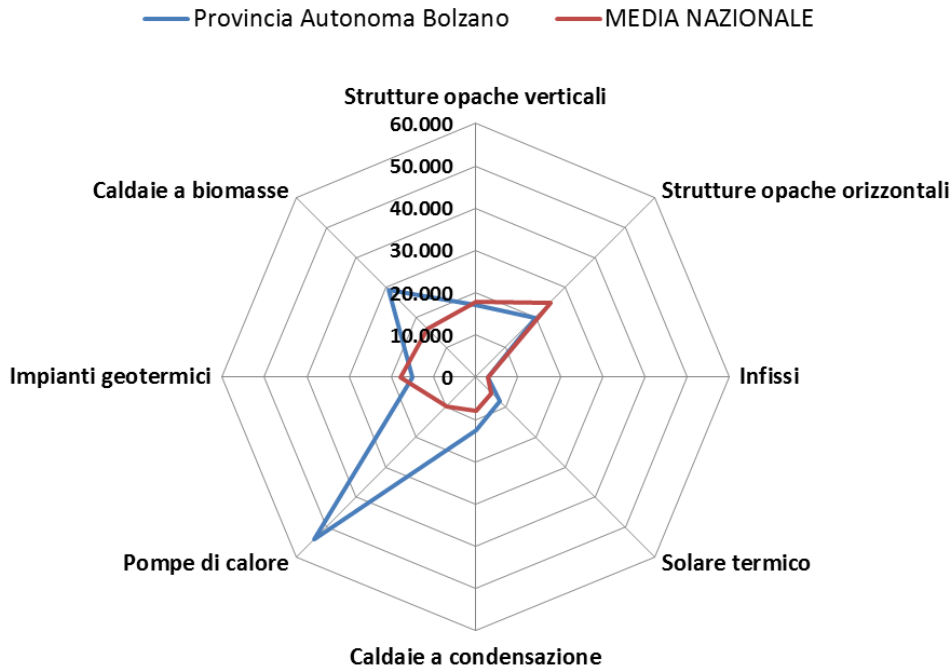 Provincia Autonoma Bolzano
MEDIA NAZIONALE
Strutture opache verticali
60.000
50.000
40.000
30.000
20.000
10.000
0
Strutture opache orizzontali
Infissi
Solare termico
Caldaie a condensazione
Pompe di calore
Impianti geotermici
Caldaie a biomasse